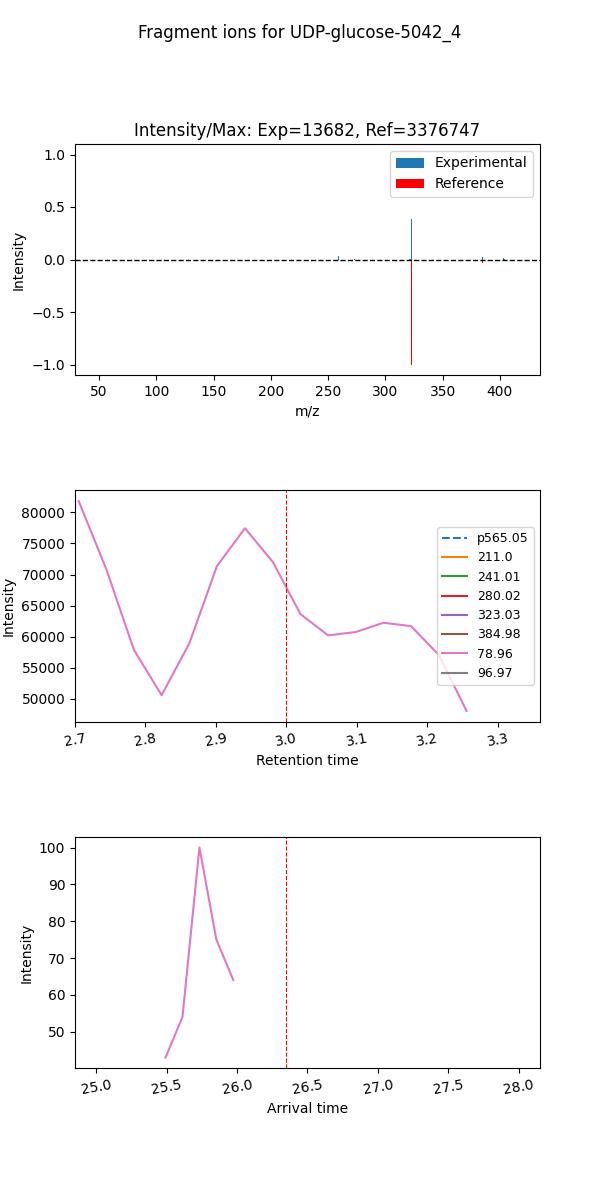 Fragment ions for UDP-glucose-5042_4
Intensity/Max: Exp=13682, Ref=3376747
1.0
0.5
0.0
−0.5
−1.0
Intensity
Experimental
Reference
50 100 150 200 250 300 350 400
m/z
80000
75000
70000
65000
60000
55000
50000
Intensity
p565.05
211.0
241.01
280.02
323.03
384.98
78.96
96.97
2.7 2.8 2.9 3.0 3.1 3.2 3.3
Retention time
100
90
80
70
60
50
Intensity
25.0 25.5 26.0 26.5 27.0 27.5 28.0
Arrival time